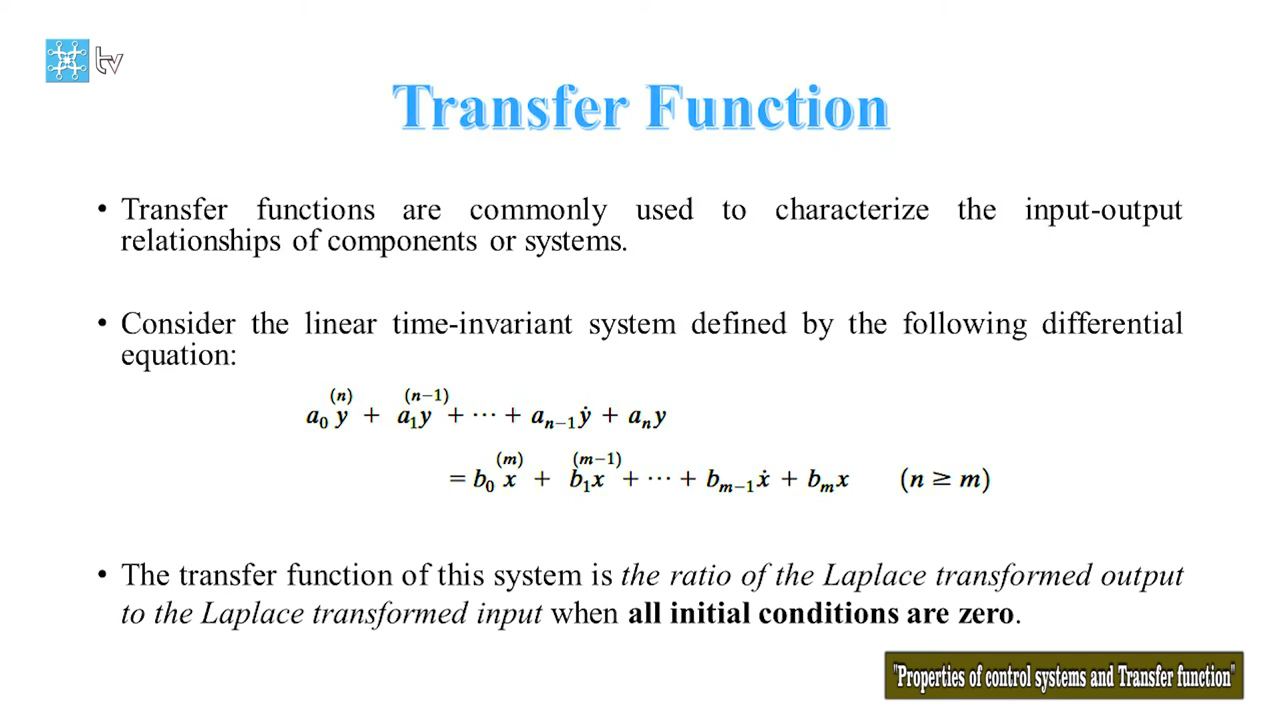 tv
Transfer Function
• Transfer functions are commonly used to characterize the input-output
relationships of components or systems.
• Consider the linear time-invariant system defined by the following differential
equation:
(n) (n−1)
a₀ y + a₁y + ⋯ + aₙ₋₁ẏ + aₙy
(m) (m−1)
= b₀ x + b₁x + ⋯ + bₘ₋₁ẋ + bₘx (n ≥ m)
• The transfer function of this system is the ratio of the Laplace transformed output
to the Laplace transformed input when all initial conditions are zero.
"Properties of control systems and Transfer function"